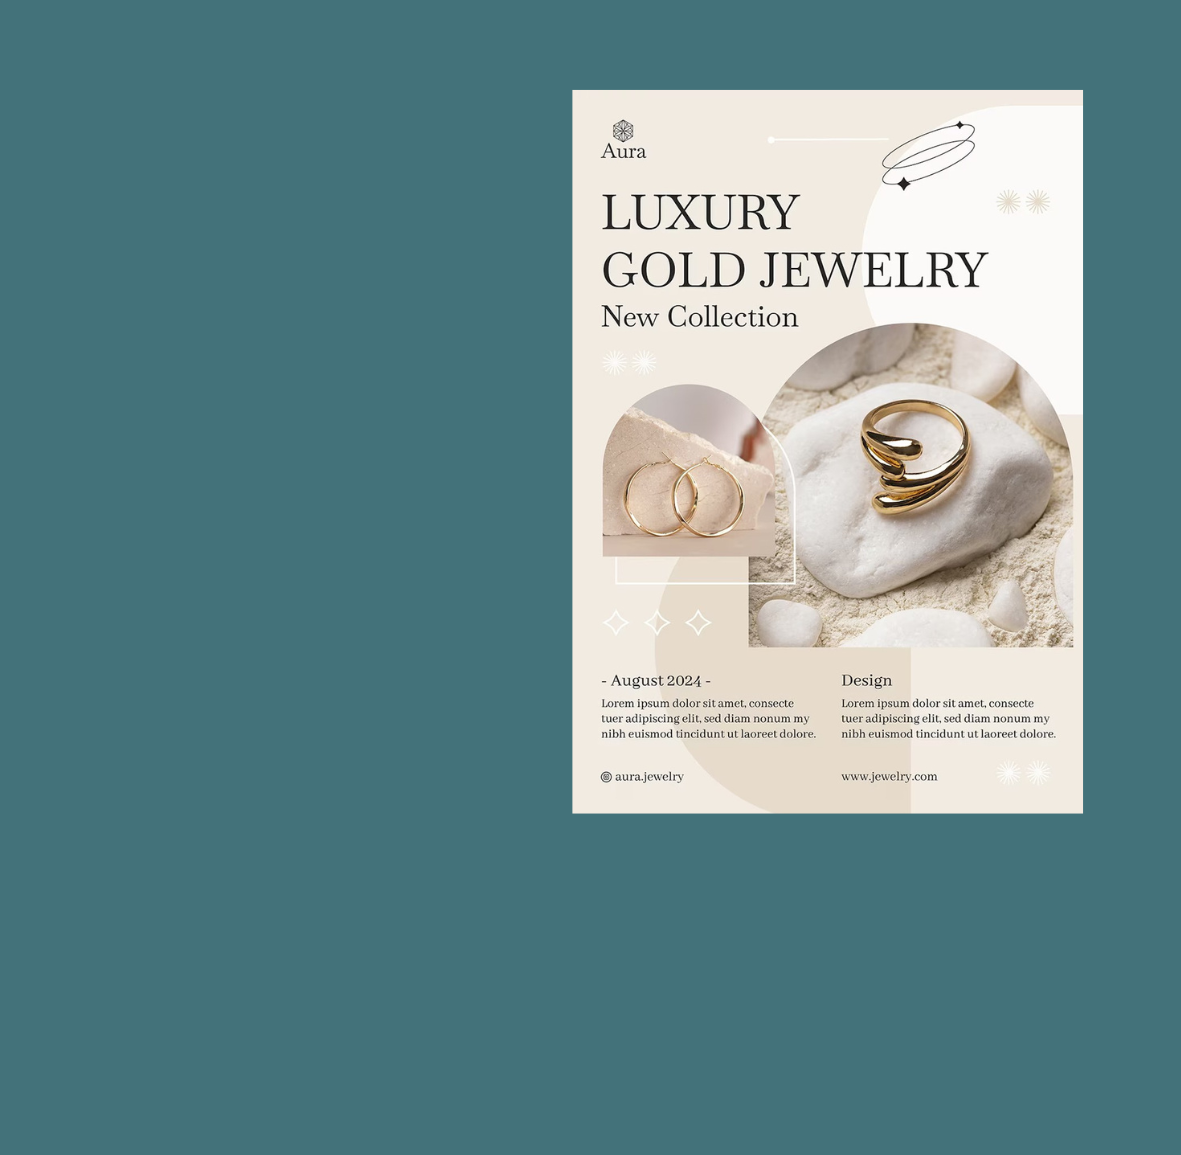 Aura
LUXURY
GOLD JEWELRY
New Collection
- August 2024 -
Lorem ipsum dolor sit amet, consecte
tuer adipiscing elit, sed diam nonum my
nibh euismod tincidunt ut laoreet dolore.
aura.jewelry
Design
Lorem ipsum dolor sit amet, consecte
tuer adipiscing elit, sed diam nonum my
nibh euismod tincidunt ut laoreet dolore.
www.jewelry.com